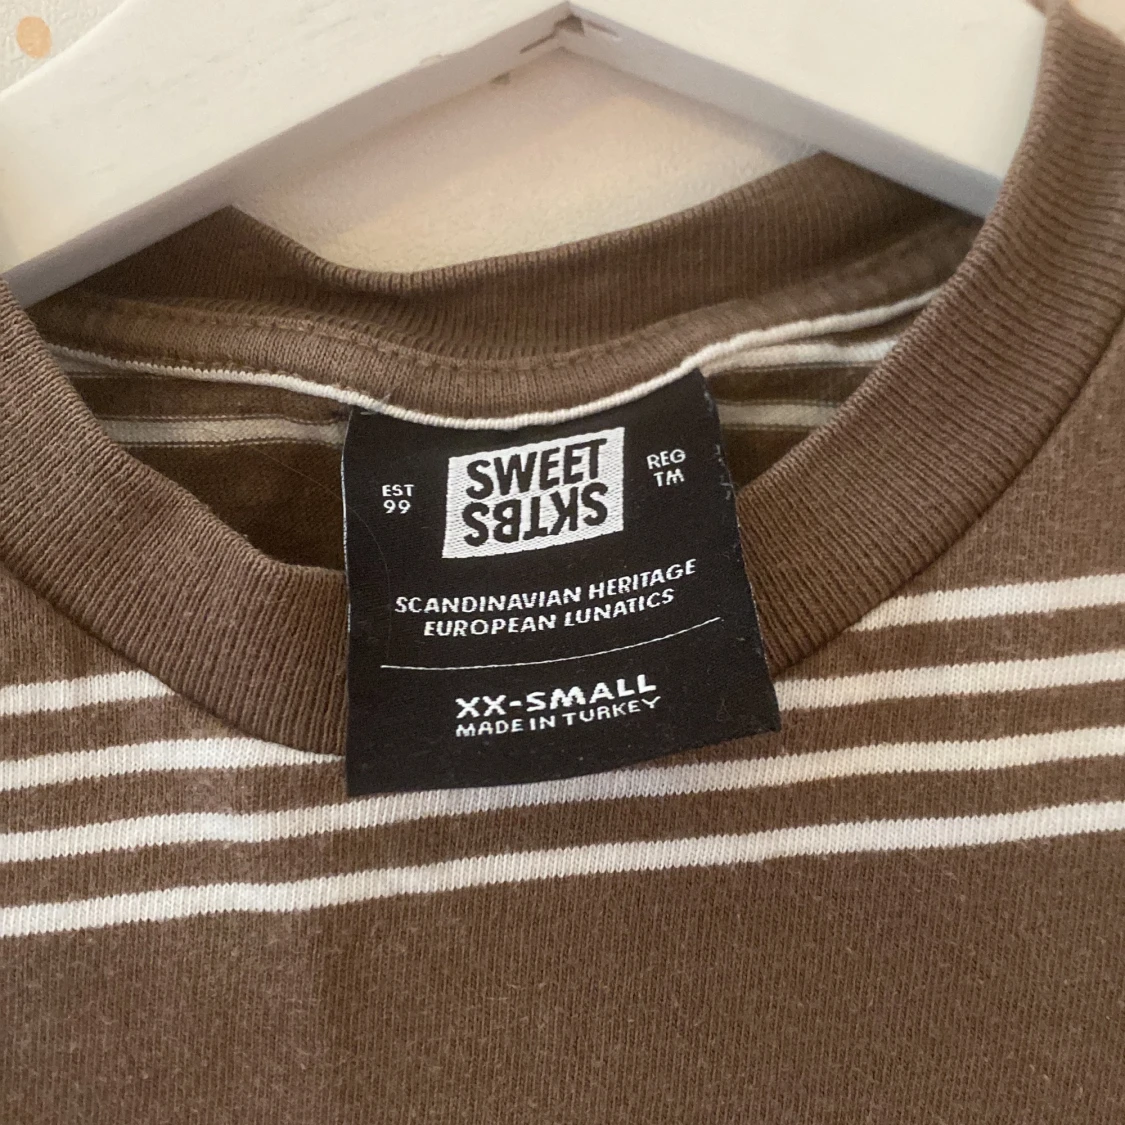 EST
99
SWEET
SKTBS
REG
TM
SCANDINAVIAN HERITAGE
EUROPEAN LUNATICS
XX-SMALL
MADE IN TURKEY